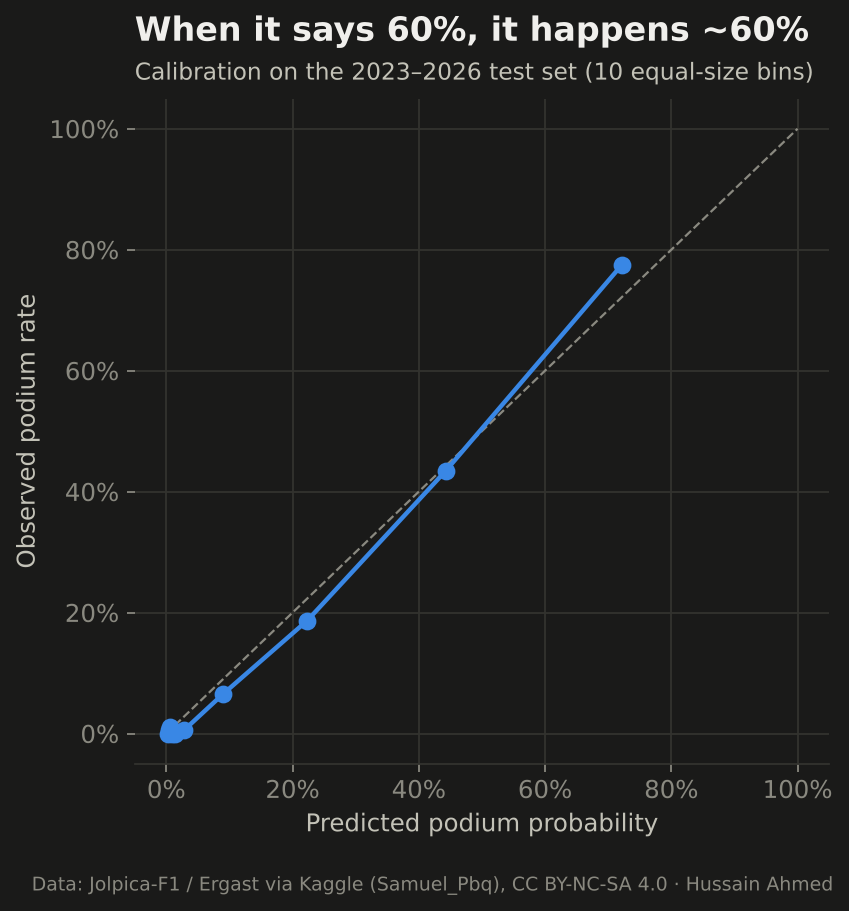 When it says 60%, it happens ~60%
Calibration on the 2023–2026 test set (10 equal-size bins)
100%
80%
60%
40%
20%
0%
Observed podium rate
0% 20% 40% 60% 80% 100%
Predicted podium probability
Data: Jolpica-F1 / Ergast via Kaggle (Samuel_Pbq), CC BY-NC-SA 4.0 · Hussain Ahmed